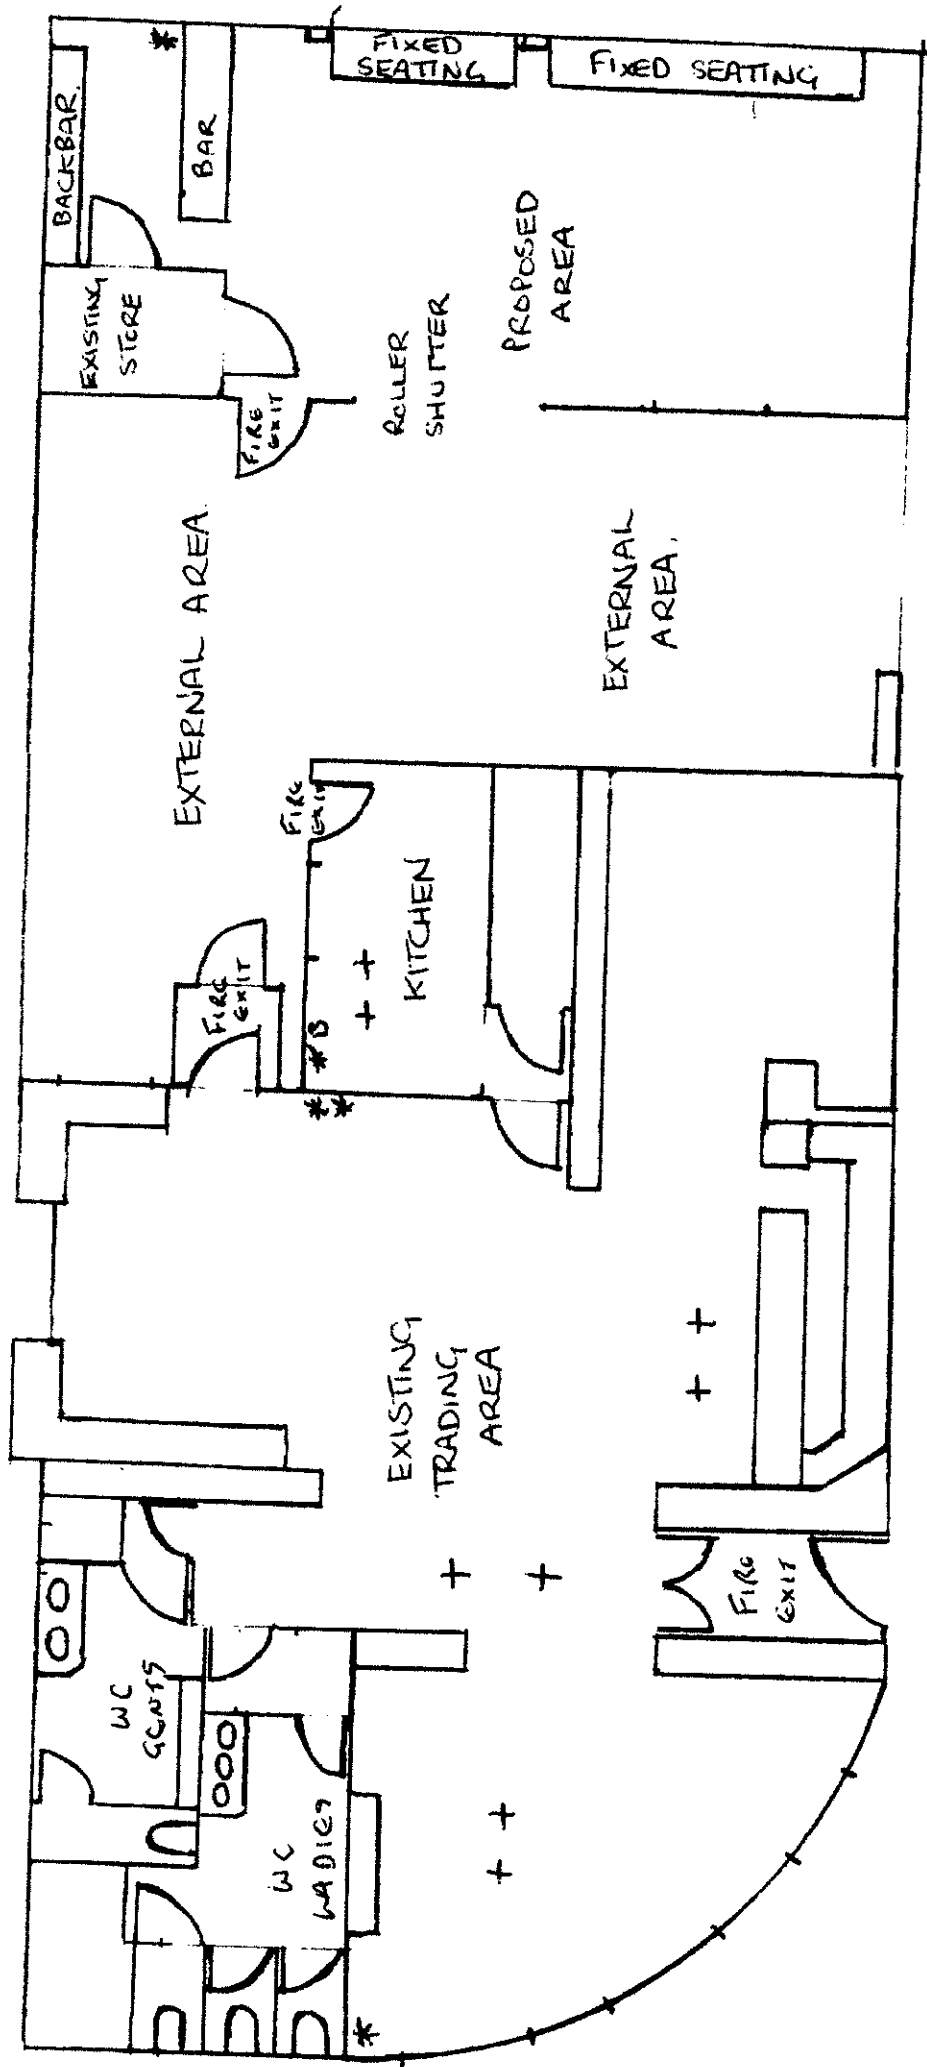 BACKBAR.
BAR
FIXED
SEATING
FIXED SEATING
EXISTING
STORE
FIRE
EXIT
ROLLER
SHUTTER
PROPOSED
AREA
EXTERNAL AREA.
EXTERNAL
AREA.
FIRE
EXIT
FIRE
EXIT
B
KITCHEN
EXISTING
TRADING
AREA
FIRE
EXIT
WC
GENTS
WC
LADIES